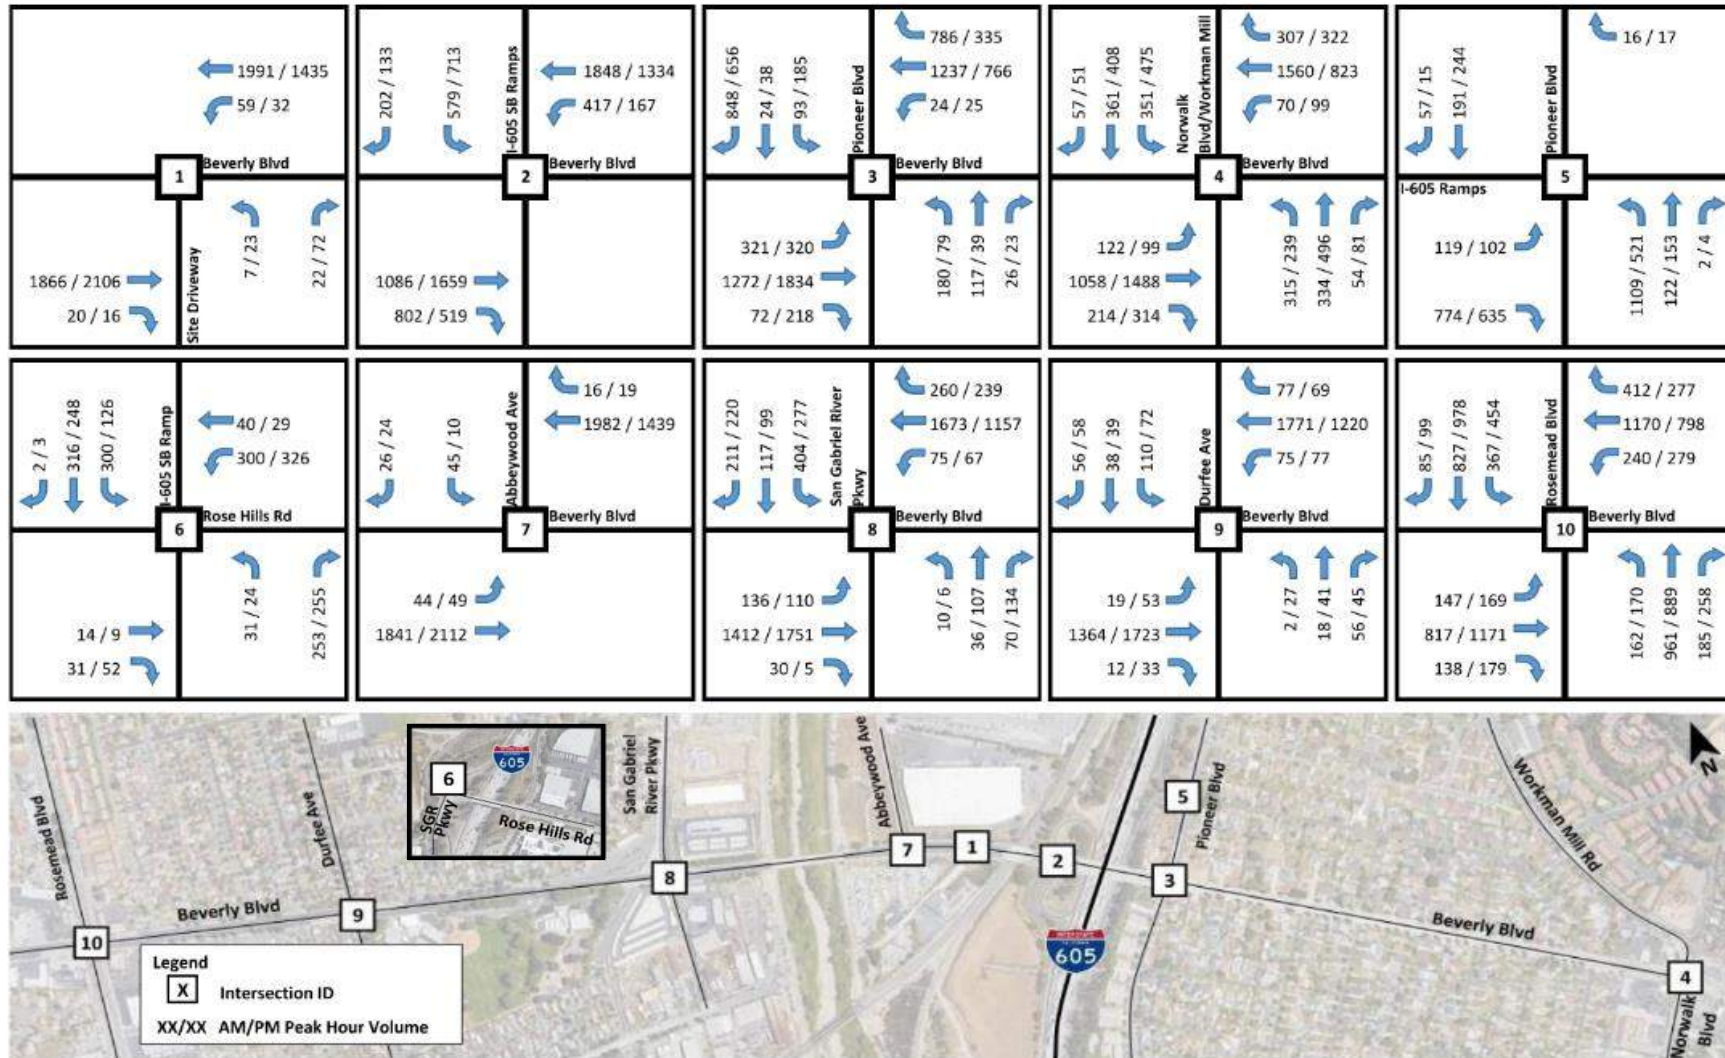 1991 / 1435
59 / 32
Beverly Blvd
1
Site Driveway
7 / 23
22 / 72
1866 / 2106
20 / 16
202 / 133
579 / 713
I-605 SB Ramps
1848 / 1334
417 / 167
Beverly Blvd
2
1086 / 1659
802 / 519
848 / 656
24 / 38
93 / 185
Pioneer Blvd
786 / 335
1237 / 766
24 / 25
Beverly Blvd
3
321 / 320
1272 / 1834
72 / 218
180 / 79
117 / 39
26 / 23
57 / 51
361 / 408
351 / 475
Norwalk
Blvd/Workman Mill
307 / 322
1560 / 823
70 / 99
Beverly Blvd
4
122 / 99
1058 / 1488
214 / 314
315 / 239
334 / 496
54 / 81
57 / 15
191 / 244
Pioneer Blvd
16 / 17
5
I-605 Ramps
119 / 102
774 / 635
1109 / 521
122 / 153
2 / 4
2 / 3
316 / 248
300 / 126
I-605 SB Ramp
40 / 29
300 / 326
Rose Hills Rd
6
14 / 9
31 / 52
31 / 24
253 / 255
26 / 24
45 / 10
Abbeywood Ave
16 / 19
1982 / 1439
Beverly Blvd
7
44 / 49
1841 / 2112
211 / 220
117 / 99
404 / 277
San Gabriel River
Pkwy
260 / 239
1673 / 1157
75 / 67
Beverly Blvd
8
136 / 110
1412 / 1751
30 / 5
10 / 6
36 / 107
70 / 134
56 / 58
38 / 39
110 / 72
Durfee Ave
77 / 69
1771 / 1220
75 / 77
Beverly Blvd
9
19 / 53
1364 / 1723
12 / 33
2 / 27
18 / 41
56 / 45
85 / 99
827 / 978
367 / 454
Rosemead Blvd
412 / 277
1170 / 798
240 / 279
Beverly Blvd
10
147 / 169
817 / 1171
138 / 179
162 / 170
961 / 889
185 / 258
Rosemead Blvd
Durfee Ave
6
605
SGR
Pkwy
Rose Hills Rd
San Gabriel
River Pkwy
Abbeywood Ave
5
Pioneer Blvd
Workman Mill Rd
N
7
1
2
3
8
9
10
Beverly Blvd
Beverly Blvd
605
4
Norwalk
Blvd
Legend
X Intersection ID
XX/XX AM/PM Peak Hour Volume